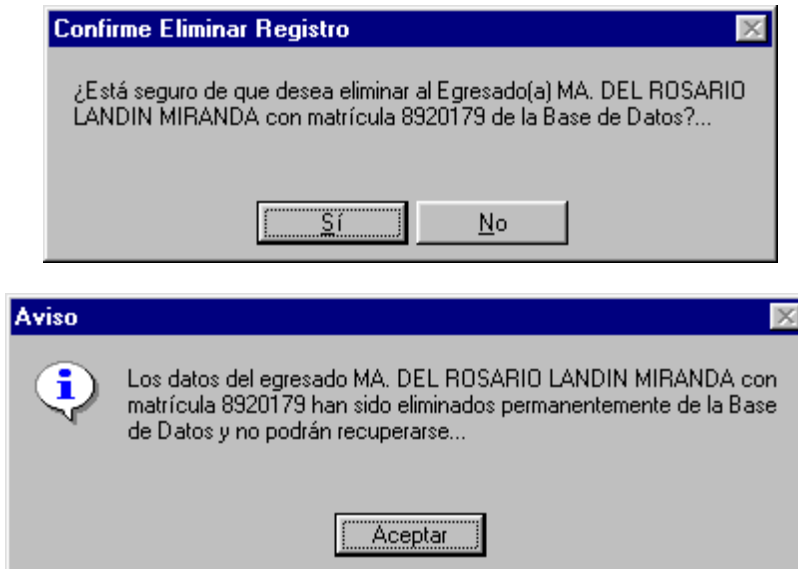 Confirme Eliminar Registro
¿Está seguro de que desea eliminar al Egresado(a) MA. DEL ROSARIO
LANDIN MIRANDA con matrícula 8920179 de la Base de Datos?...
Sí
No
Aviso
Los datos del egresado MA. DEL ROSARIO LANDIN MIRANDA con
matrícula 8920179 han sido eliminados permanentemente de la Base
de Datos y no podrán recuperarse...
Aceptar